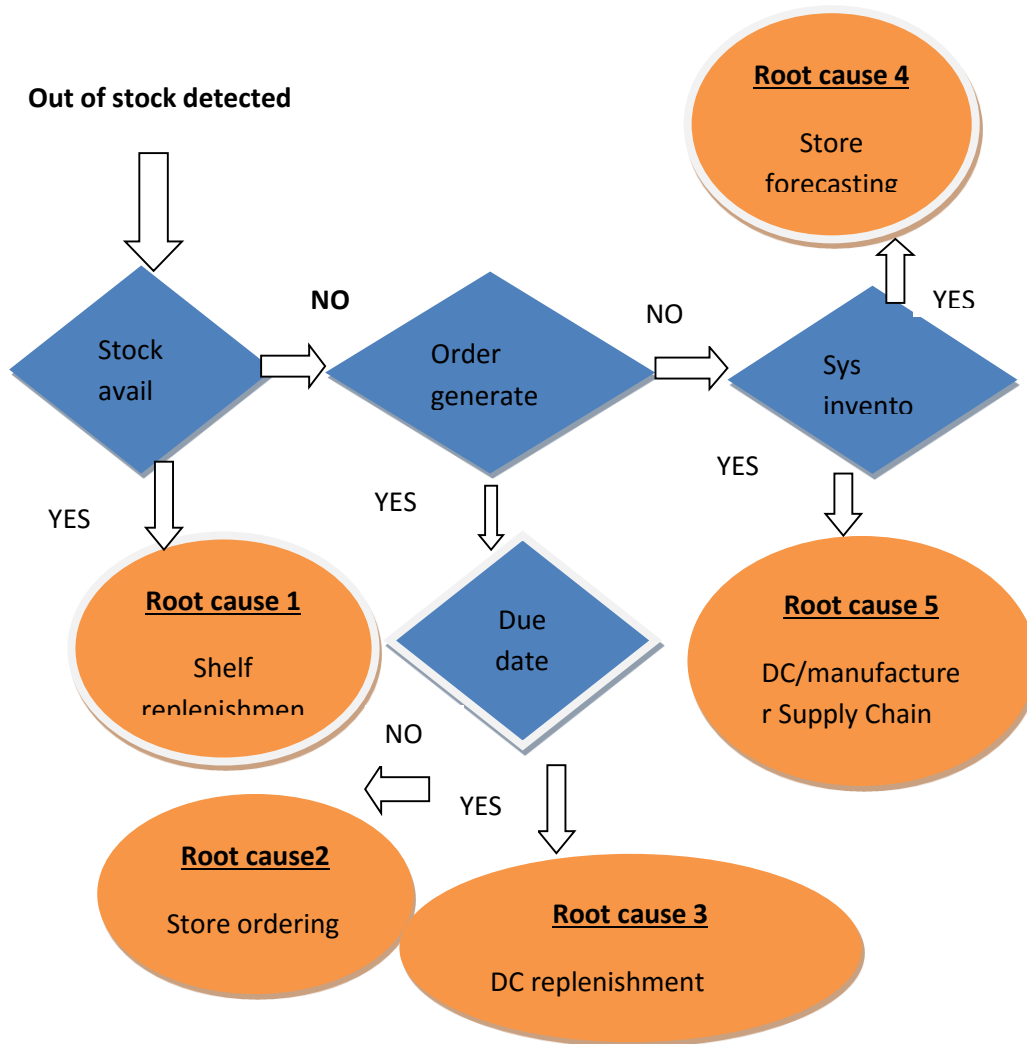 Root cause 4
Store
forecasting
Out of stock detected
NO
NO
YES
Stock
avail
Order
generate
Sys
invento
YES
YES
YES
Root cause 1
Shelf
replenishmen
Due
date
Root cause 5
DC/manufacture
r Supply Chain
NO
YES
Root cause2
Store ordering
Root cause 3
DC replenishment